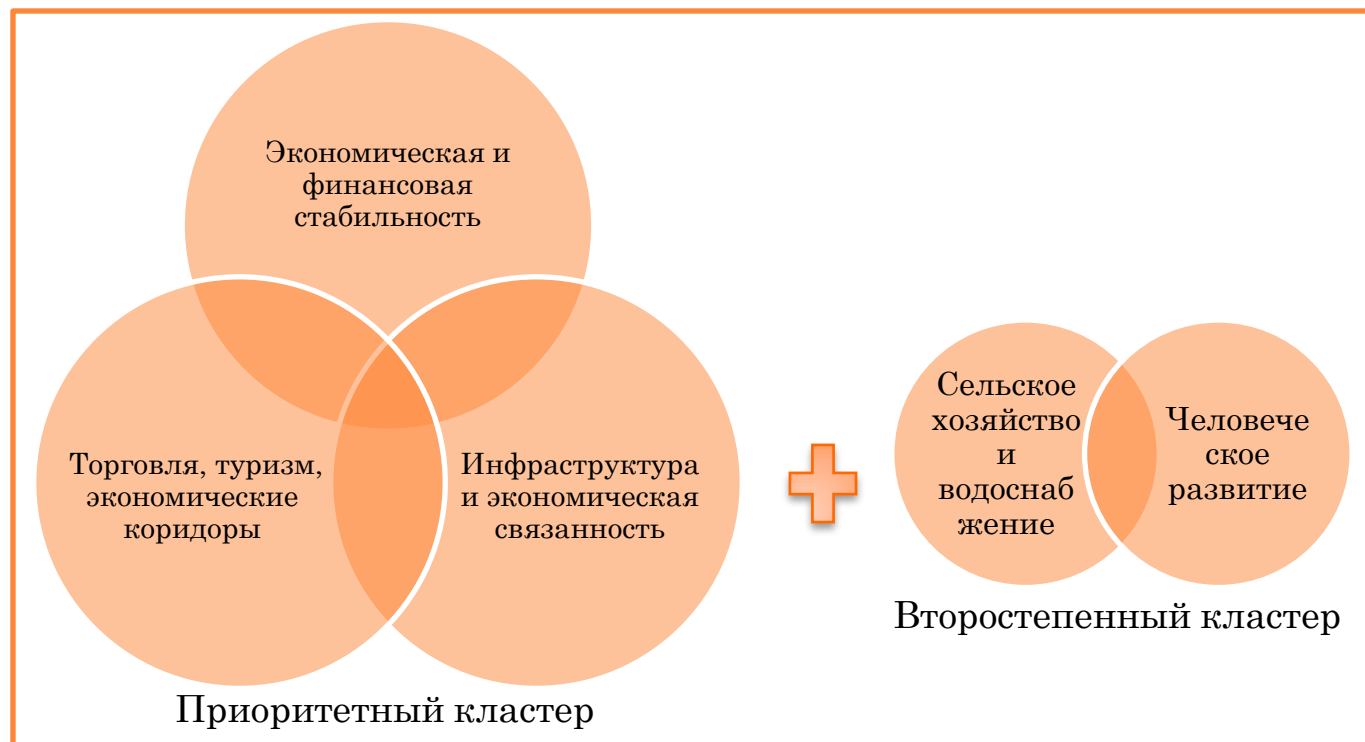 Экономическая и
финансовая
стабильность
Торговля, туризм,
экономические
коридоры
Инфраструктура
и экономическая
связанность
Приоритетный кластер
Сельское
хозяйство
и
водоснаб
жение
Человече
ское
развитие
Второстепенный кластер